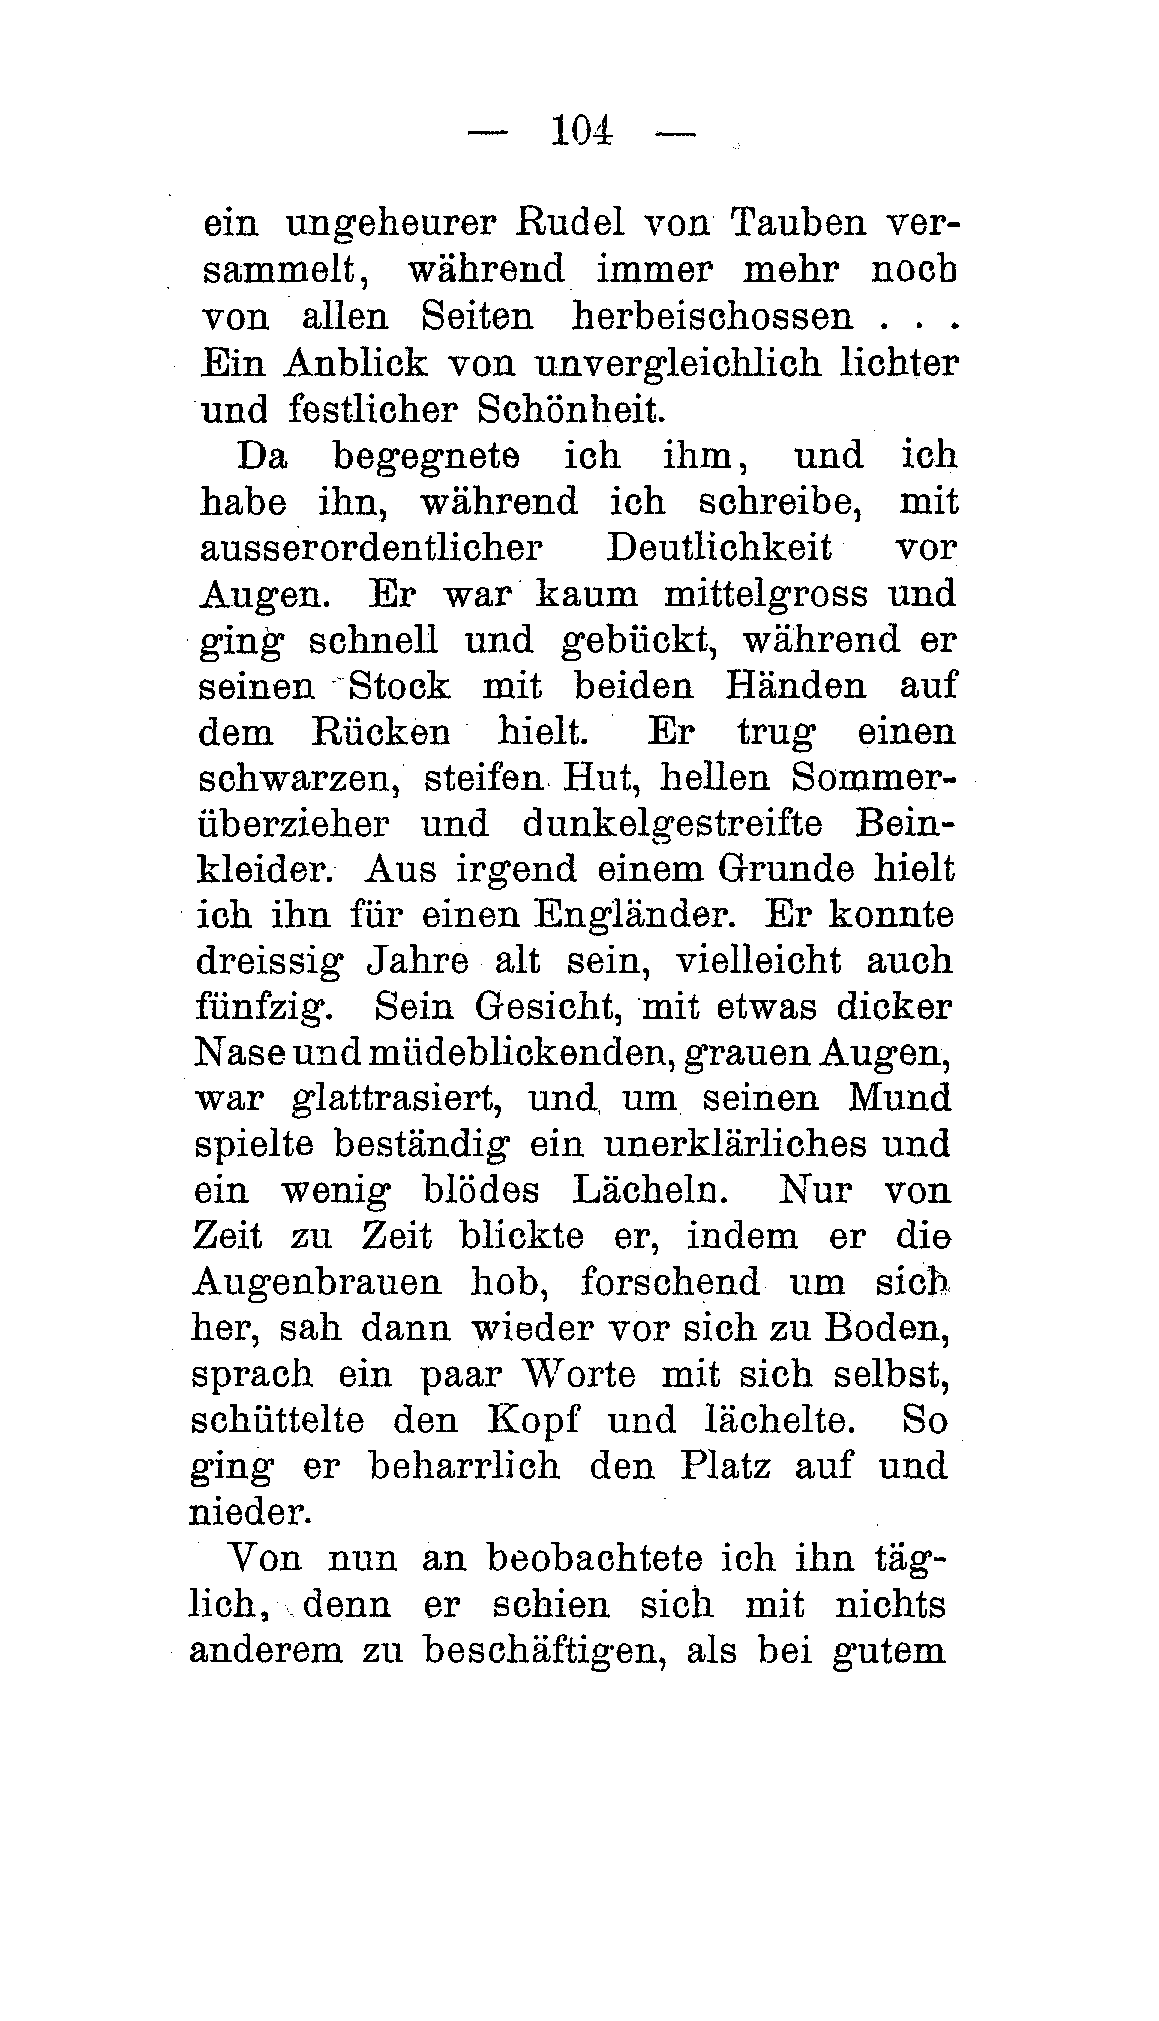 — 104 —
ein ungeheurer Rudel von Tauben ver-
sammelt, während immer mehr noch
von allen Seiten herbeischossen . . .
Ein Anblick von unvergleichlich lichter
und festlicher Schönheit.
Da begegnete ich ihm, und ich
habe ihn, während ich schreibe, mit
ausserordentlicher Deutlichkeit vor
Augen. Er war kaum mittelgross und
ging schnell und gebückt, während er
seinen Stock mit beiden Händen auf
dem Rücken hielt. Er trug einen
schwarzen, steifen Hut, hellen Sommer-
überzieher und dunkelgestreifte Bein-
kleider. Aus irgend einem Grunde hielt
ich ihn für einen Engländer. Er konnte
dreissig Jahre alt sein, vielleicht auch
fünfzig. Sein Gesicht, mit etwas dicker
Nase und müdeblickenden, grauen Augen,
war glattrasiert, und um seinen Mund
spielte beständig ein unerklärliches und
ein wenig blödes Lächeln. Nur von
Zeit zu Zeit blickte er, indem er die
Augenbrauen hob, forschend um sich
her, sah dann wieder vor sich zu Boden,
sprach ein paar Worte mit sich selbst,
schüttelte den Kopf und lächelte. So
ging er beharrlich den Platz auf und
nieder.
Von nun an beobachtete ich ihn täg-
lich, denn er schien sich mit nichts
anderem zu beschäftigen, als bei gutem